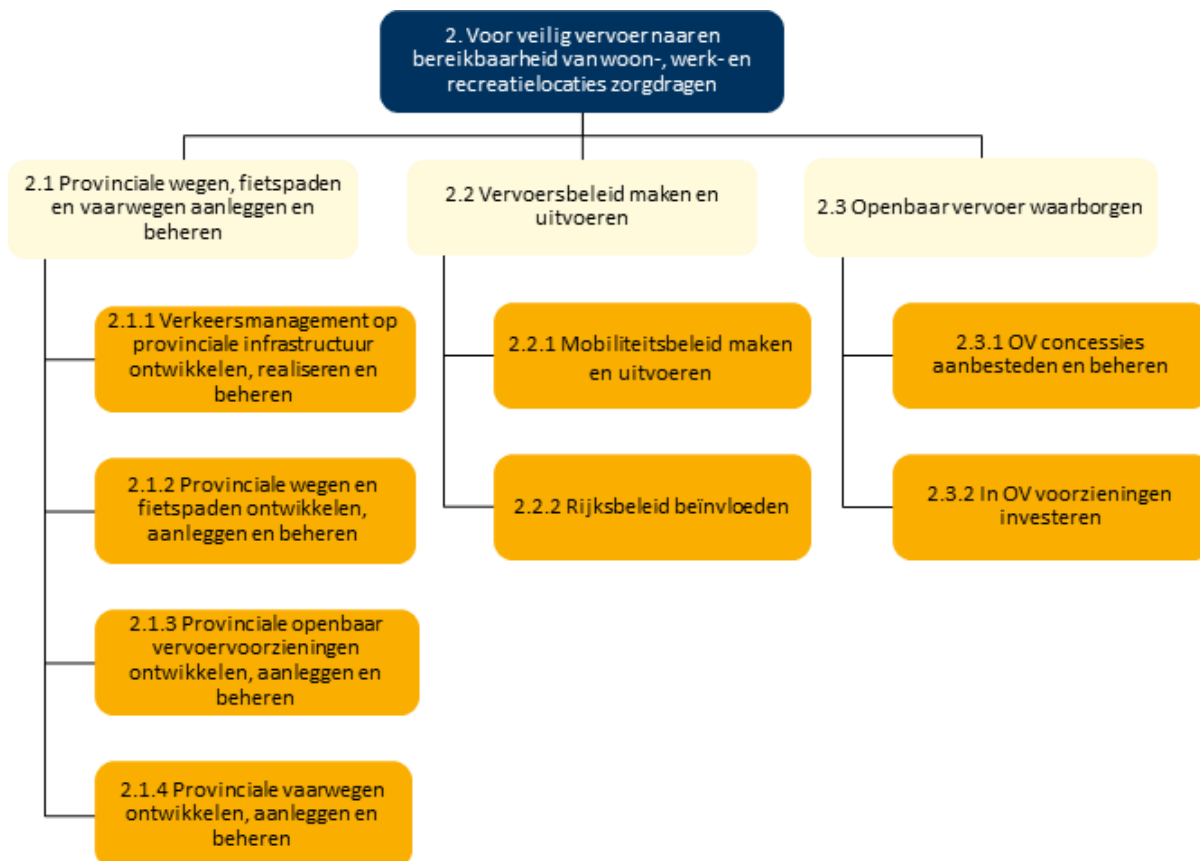 2. Voor veilig vervoer naar en
bereikbaarheid van woon-, werk- en
recreatielocaties zorgdragen
2.1 Provinciale wegen, fietspaden
en vaarwegen aanleggen en
beheren
2.2 Vervoersbeleid maken en
uitvoeren
2.3 Openbaar vervoer waarborgen
2.1.1 Verkeersmanagement op
provinciale infrastructuur
ontwikkelen, realiseren en
beheren
2.1.2 Provinciale wegen en
fietspaden ontwikkelen,
aanleggen en beheren
2.1.3 Provinciale openbaar
vervoervoorzieningen
ontwikkelen, aanleggen en
beheren
2.1.4 Provinciale vaarwegen
ontwikkelen, aanleggen en
beheren
2.2.1 Mobiliteitsbeleid maken
en uitvoeren
2.2.2 Rijksbeleid beïnvloeden
2.3.1 OV concessies
aanbesteden en beheren
2.3.2 In OV voorzieningen
investeren